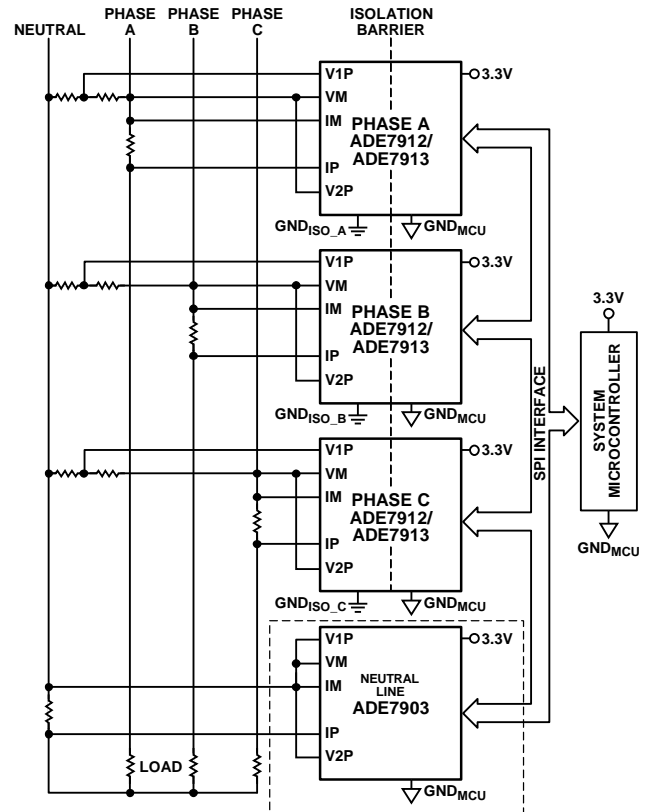 NEUTRAL
PHASE
A
PHASE
B
PHASE
C
ISOLATION
BARRIER
V1P
VM
IM
IP
V2P
PHASE A
ADE7912/
ADE7913
3.3V
GNDISO_A
GNDMCU
V1P
VM
IM
IP
V2P
PHASE B
ADE7912/
ADE7913
3.3V
GNDISO_B
GNDMCU
V1P
VM
IM
IP
V2P
PHASE C
ADE7912/
ADE7913
3.3V
GNDISO_C
GNDMCU
V1P
VM
IM
IP
V2P
NEUTRAL
LINE
ADE7903
3.3V
GNDMCU
LOAD
SPI INTERFACE
3.3V
SYSTEM
MICROCONTROLLER
GNDMCU